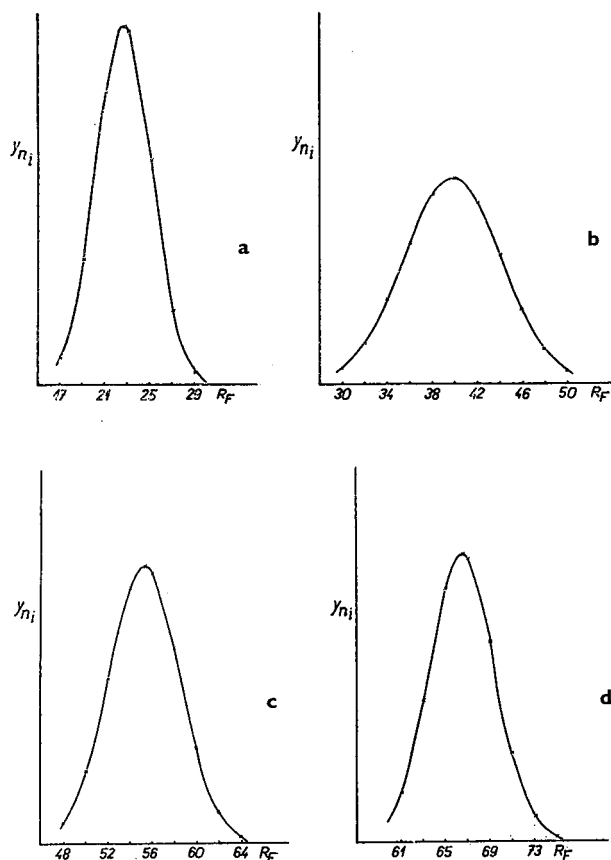 y_{n_i}
a
17 21 25 29 R_F
y_{n_i}
b
30 34 38 42 46 50 R_F
y_{n_i}
c
48 52 56 60 64 R_F
y_{n_i}
d
61 65 69 73 R_F